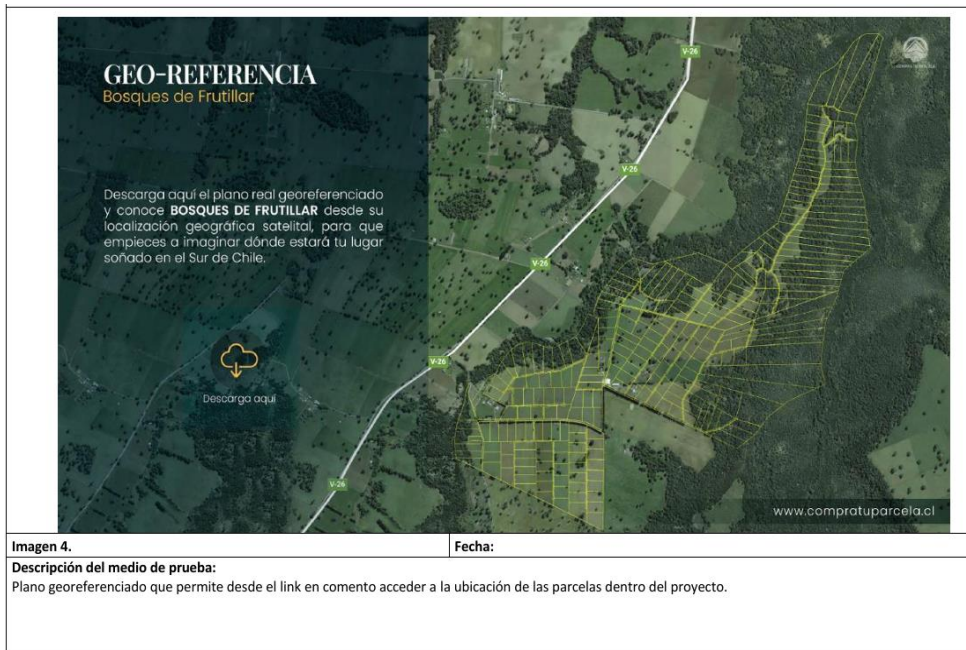 GEO-REFERENCIA
Bosques de Frutillar
Descarga aquí el plano real georeferenciado
y conoce BOSQUES DE FRUTILLAR desde su
localización geográfica satelital, para que
empieces a imaginar dónde estará tu lugar
soñado en el Sur de Chile.
Descarga aquí
V-26
V-26
V-26
V-26
V-26
www.compratuparcela.cl
Imagen 4.
Fecha:
Descripción del medio de prueba:
Plano georeferenciado que permite desde el link en comento acceder a la ubicación de las parcelas dentro del proyecto.